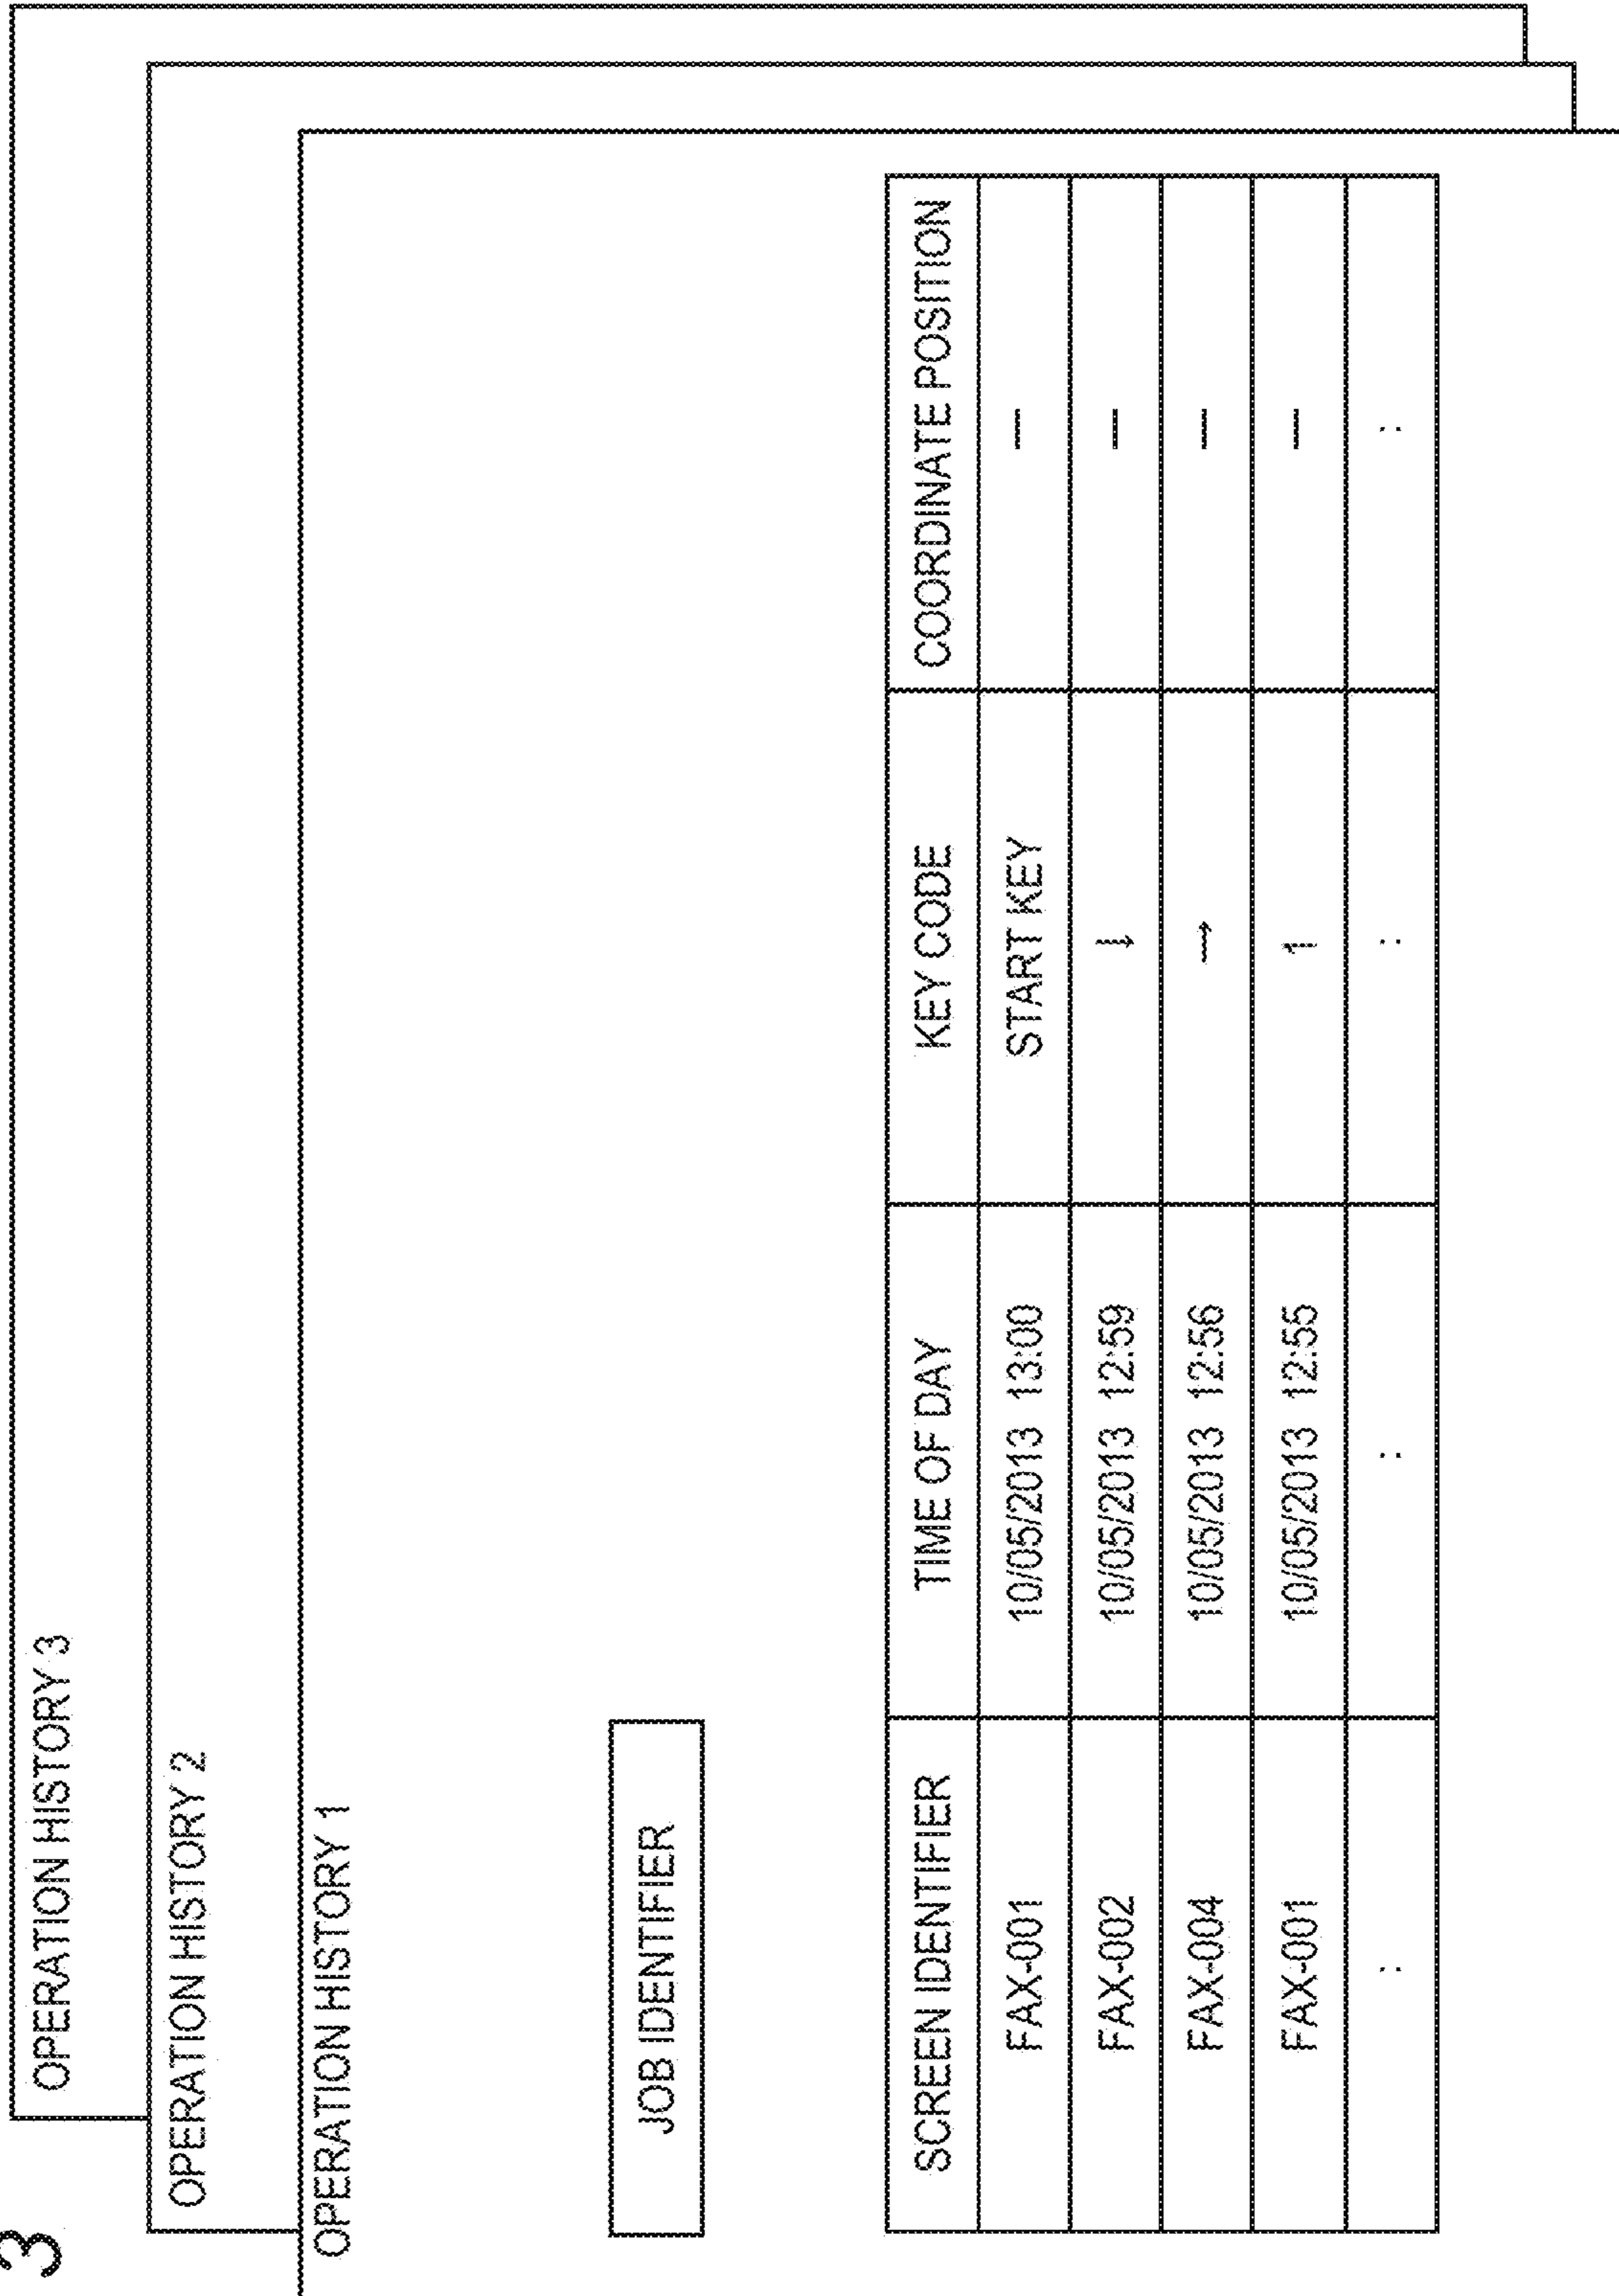 3
OPERATION HISTORY 3
OPERATION HISTORY 2
OPERATION HISTORY 1
JOB IDENTIFIER
SCREEN IDENTIFIER TIME OF DAY KEY CODE COORDINATE POSITION
FAX-001 10/05/2013 13:00 START KEY —
FAX-002 10/05/2013 12:59 ↓ —
FAX-004 10/05/2013 12:56 → —
FAX-001 10/05/2013 12:55 1 —
: : : :